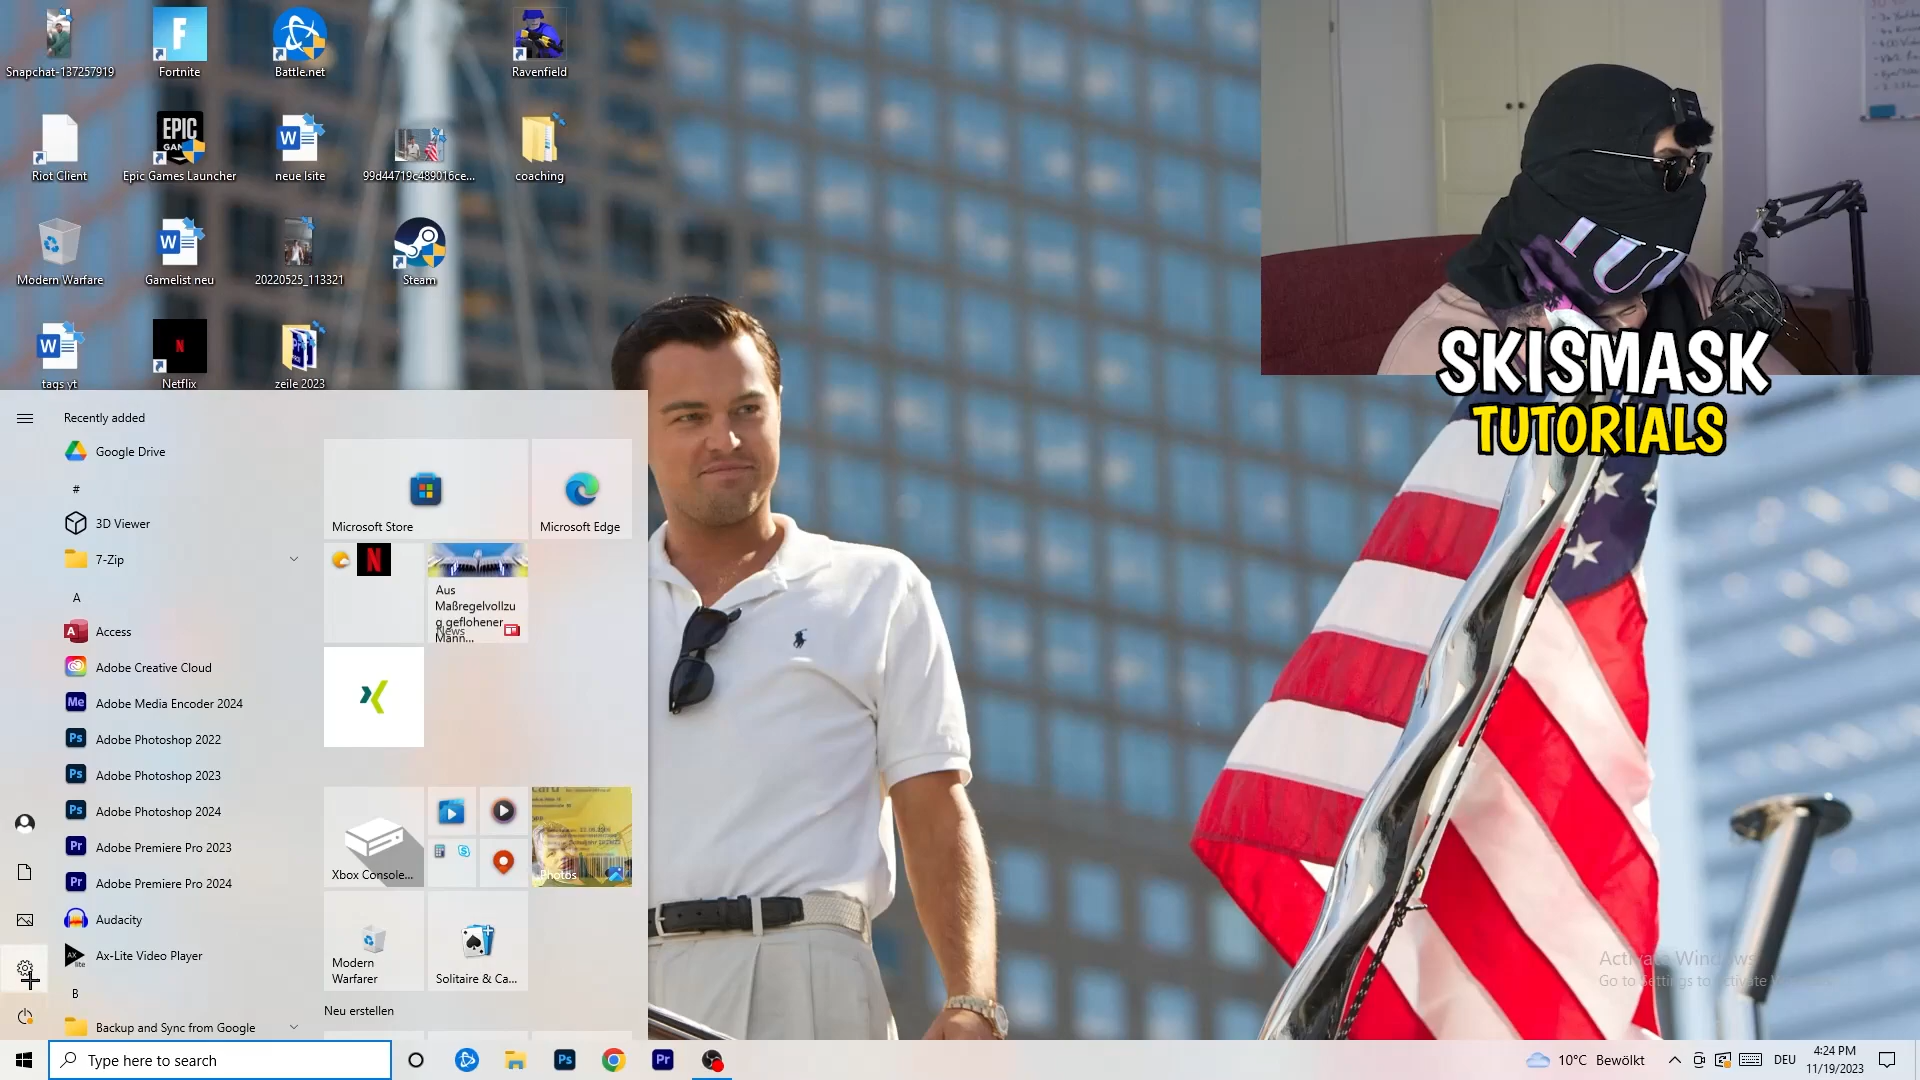 Snapchat-137257919
Fortnite
Battle.net
Ravenfield
EPIC
Riot Client
Epic Games Launcher
neue lsite
99d44719c489016ce...
coaching
Modern Warfare
Gamelist neu
20220525_113321
Steam
tags yt
Netflix
zeile 2023
SKISMASK
TUTORIALS
Recently added
Google Drive
#
3D Viewer
7-Zip
A
Access
Adobe Creative Cloud
Adobe Media Encoder 2024
Adobe Photoshop 2022
Adobe Photoshop 2023
Adobe Photoshop 2024
Adobe Premiere Pro 2023
Adobe Premiere Pro 2024
Audacity
Ax-Lite Video Player
B
Backup and Sync from Google
Microsoft Store
Microsoft Edge
Aus
Maßregelvollzu
g geflohener
Mann...
News
Xbox Console...
Photos
Modern
Warfarer
Solitaire & Ca...
Neu erstellen
Activate Windows
Go to Settings to activate
Type here to search
10°C Bewölkt
DEU
4:24 PM
11/19/2023